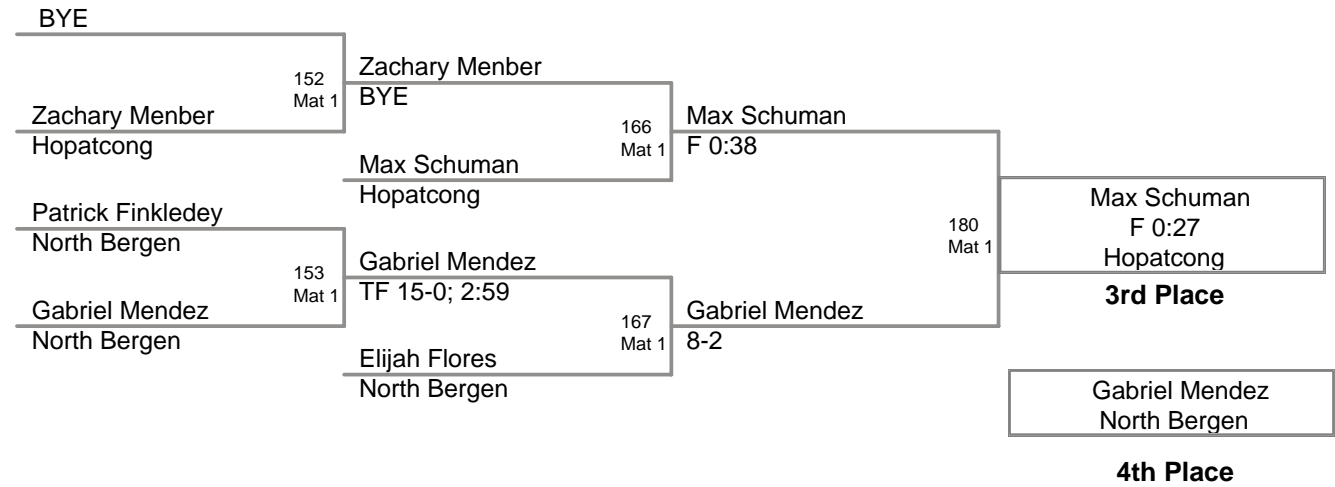 BYE
152
Mat 1
Zachary Menber
Hopatcong
Zachary Menber
BYE
166
Mat 1
Max Schuman
Hopatcong
Max Schuman
F 0:38
Patrick Finkledey
North Bergen
153
Mat 1
Gabriel Mendez
North Bergen
Gabriel Mendez
TF 15-0; 2:59
167
Mat 1
Elijah Flores
North Bergen
Gabriel Mendez
8-2
180
Mat 1
Max Schuman
F 0:27
Hopatcong
3rd Place
Gabriel Mendez
North Bergen
4th Place